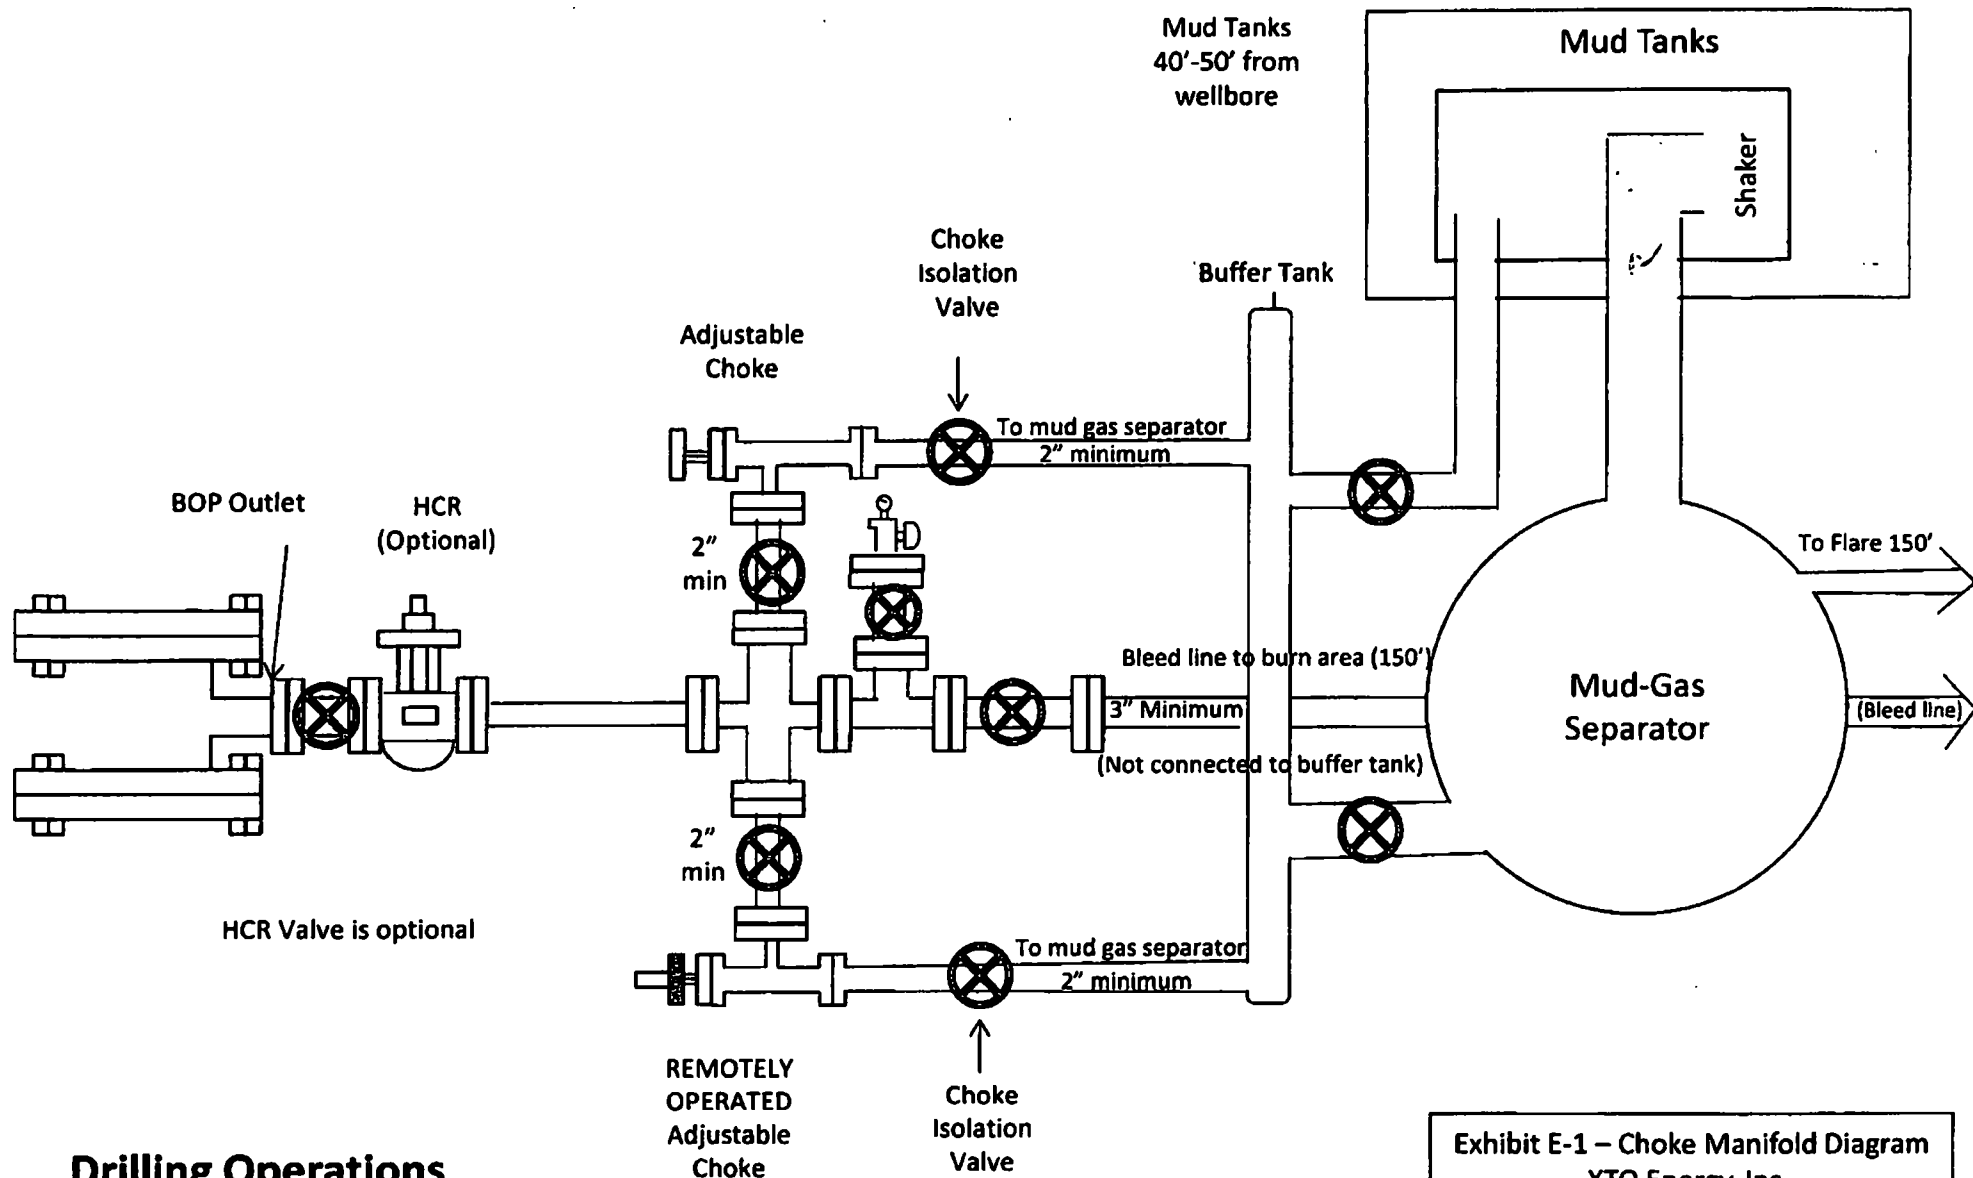 Mud Tanks
40'-50' from
wellbore
Mud Tanks
Shaker
Choke
Isolation
Valve
Buffer Tank
Adjustable
Choke
To mud gas separator
2" minimum
BOP Outlet
HCR
(Optional)
2"
min
To Flare 150'
Bleed line to burn area (150')
3" Minimum
(Not connected to buffer tank)
Mud-Gas
Separator
(Bleed line)
2"
min
HCR Valve is optional
To mud gas separator
2" minimum
REMOTELY
OPERATED
Adjustable
Choke
Choke
Isolation
Valve
Drilling Operations
Exhibit E-1 – Choke Manifold Diagram
XTO Energy, Inc